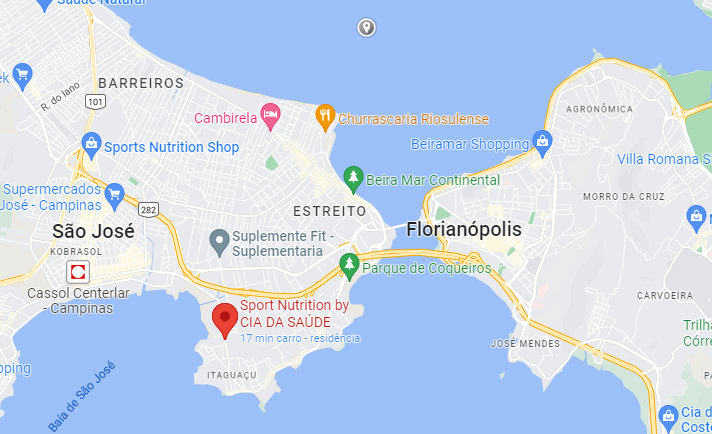 Saúde Natural
BARREIROS
R. do Iano
101
Cambirela
Churrascaria Riosulense
AGRONÔMICA
Beiramar Shopping
Sports Nutrition Shop
Villa Romana S
Beira Mar Continental
Supermercados
José - Campinas
282
ESTREITO
MORRO DA CRUZ
São José
Florianópolis
KOBRASOL
Suplemente Fit -
Suplementaria
Parque de Coqueiros
Cassol Centerlar
- Campinas
CARVOEIRA
Sport Nutrition by
CIA DA SAÚDE
17 min carro - residência
Trilha
Córre
JOSÉ MENDES
ITAGUAÇU
Baía de São José
pping
Cia d
Coste